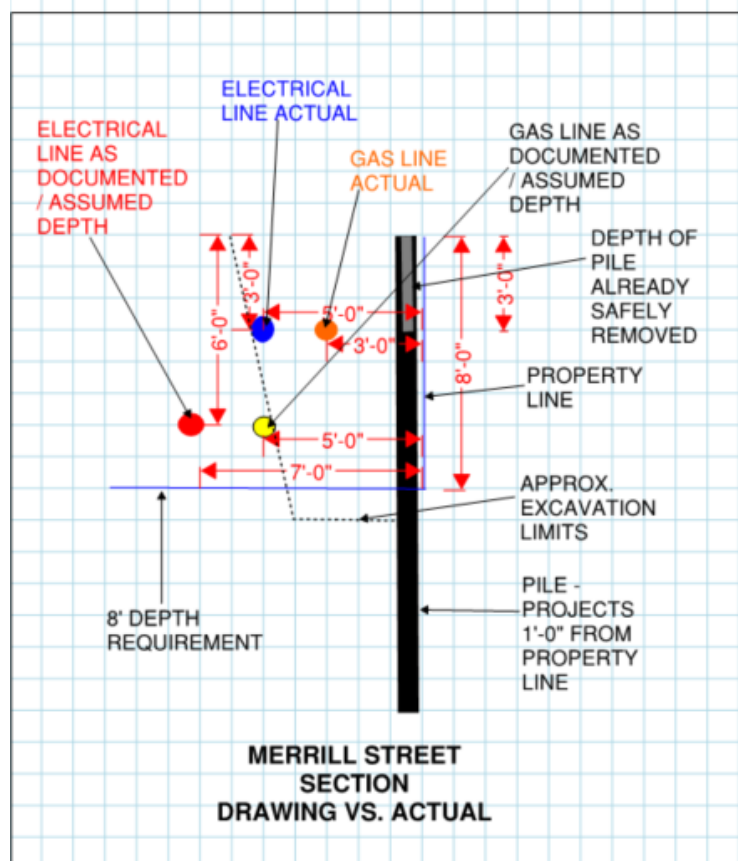 ELECTRICAL
LINE ACTUAL
ELECTRICAL
LINE AS
DOCUMENTED
/ ASSUMED
DEPTH
GAS LINE
ACTUAL
GAS LINE AS
DOCUMENTED
/ ASSUMED
DEPTH
DEPTH OF
PILE
ALREADY
SAFELY
REMOVED
3'-0"
6'-0"
5'-0"
3'-0"
3'-0"
8'-0"
PROPERTY
LINE
5'-0"
7'-0"
APPROX.
EXCAVATION
LIMITS
8' DEPTH
REQUIREMENT
PILE -
PROJECTS
1'-0" FROM
PROPERTY
LINE
MERRILL STREET
SECTION
DRAWING VS. ACTUAL